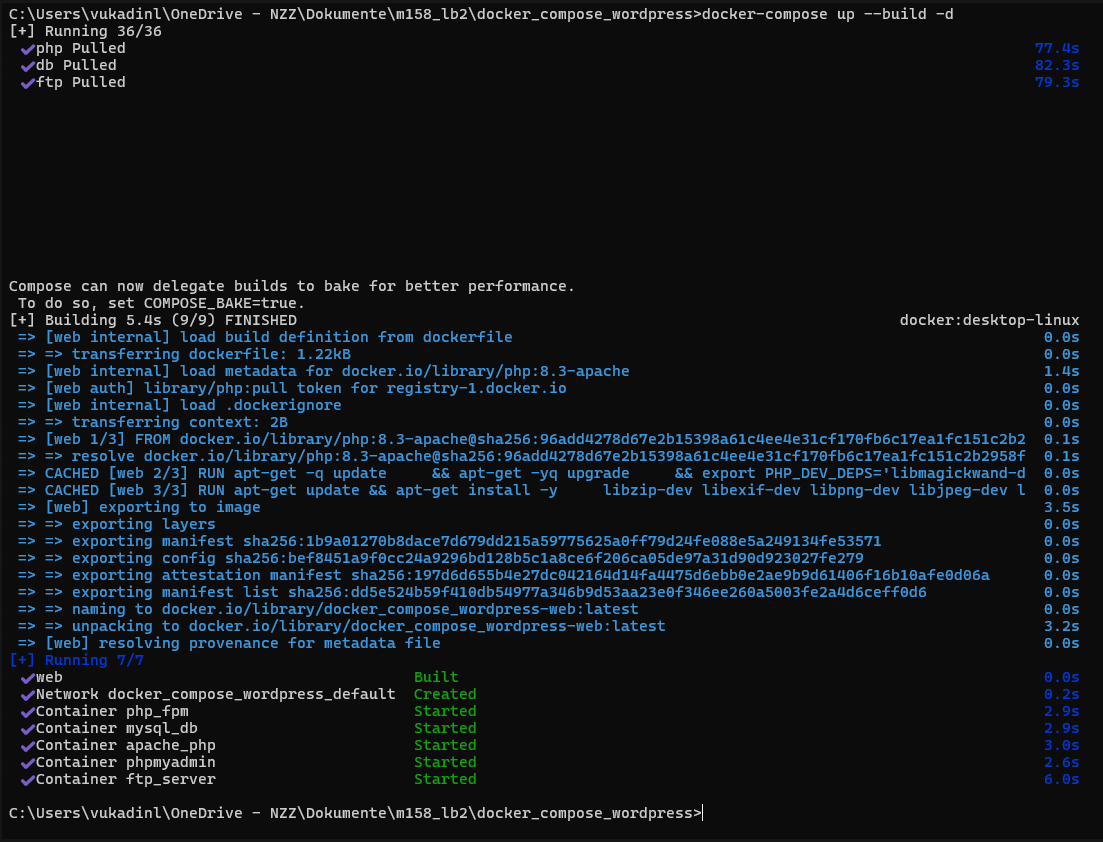 C:\Users\vukadinl\OneDrive - NZZ\Dokumente\m158_lb2\docker_compose_wordpress>docker-compose up --build -d
[+] Running 36/36
✔php Pulled 77.4s
✔db Pulled 82.3s
✔ftp Pulled 79.3s
Compose can now delegate builds to bake for better performance.
To do so, set COMPOSE_BAKE=true.
[+] Building 5.4s (9/9) FINISHED docker:desktop-linux
=> [web internal] load build definition from dockerfile 0.0s
=> => transferring dockerfile: 1.22kB 0.0s
=> [web internal] load metadata for docker.io/library/php:8.3-apache 1.4s
=> [web auth] library/php:pull token for registry-1.docker.io 0.0s
=> [web internal] load .dockerignore 0.0s
=> => transferring context: 2B 0.0s
=> [web 1/3] FROM docker.io/library/php:8.3-apache@sha256:96add4278d67e2b15398a61c4ee4e31cf170fb6c17ea1fc151c2b2 0.1s
=> => resolve docker.io/library/php:8.3-apache@sha256:96add4278d67e2b15398a61c4ee4e31cf170fb6c17ea1fc151c2b2958f 0.1s
=> CACHED [web 2/3] RUN apt-get -q update && apt-get -yq upgrade && export PHP_DEV_DEPS='libmagickwand-d 0.0s
=> CACHED [web 3/3] RUN apt-get update && apt-get install -y libzip-dev libexif-dev libpng-dev libjpeg-dev l 0.0s
=> [web] exporting to image 3.5s
=> => exporting layers 0.0s
=> => exporting manifest sha256:1b9a01270b8dace7d679dd215a59775625a0ff79d24fe088e5a249134fe53571 0.0s
=> => exporting config sha256:bef8451a9f0cc24a9296bd128b5c1a8ce6f206ca05de97a31d90d923027fe279 0.0s
=> => exporting attestation manifest sha256:197d6d655b4e27dc042164d14fa4475d6ebb0e2ae9b9d61406f16b10afe0d06a 0.0s
=> => exporting manifest list sha256:dd5e524b59f410db54977a346b9d53aa23e0f346ee260a5003fe2a4d6ceff0d6 0.0s
=> => naming to docker.io/library/docker_compose_wordpress-web:latest 0.0s
=> => unpacking to docker.io/library/docker_compose_wordpress-web:latest 3.2s
=> [web] resolving provenance for metadata file 0.0s
[+] Running 7/7
✔web Built 0.0s
✔Network docker_compose_wordpress_default Created 0.2s
✔Container php_fpm Started 2.9s
✔Container mysql_db Started 2.9s
✔Container apache_php Started 3.0s
✔Container phpmyadmin Started 2.6s
✔Container ftp_server Started 6.0s
C:\Users\vukadinl\OneDrive - NZZ\Dokumente\m158_lb2\docker_compose_wordpress>